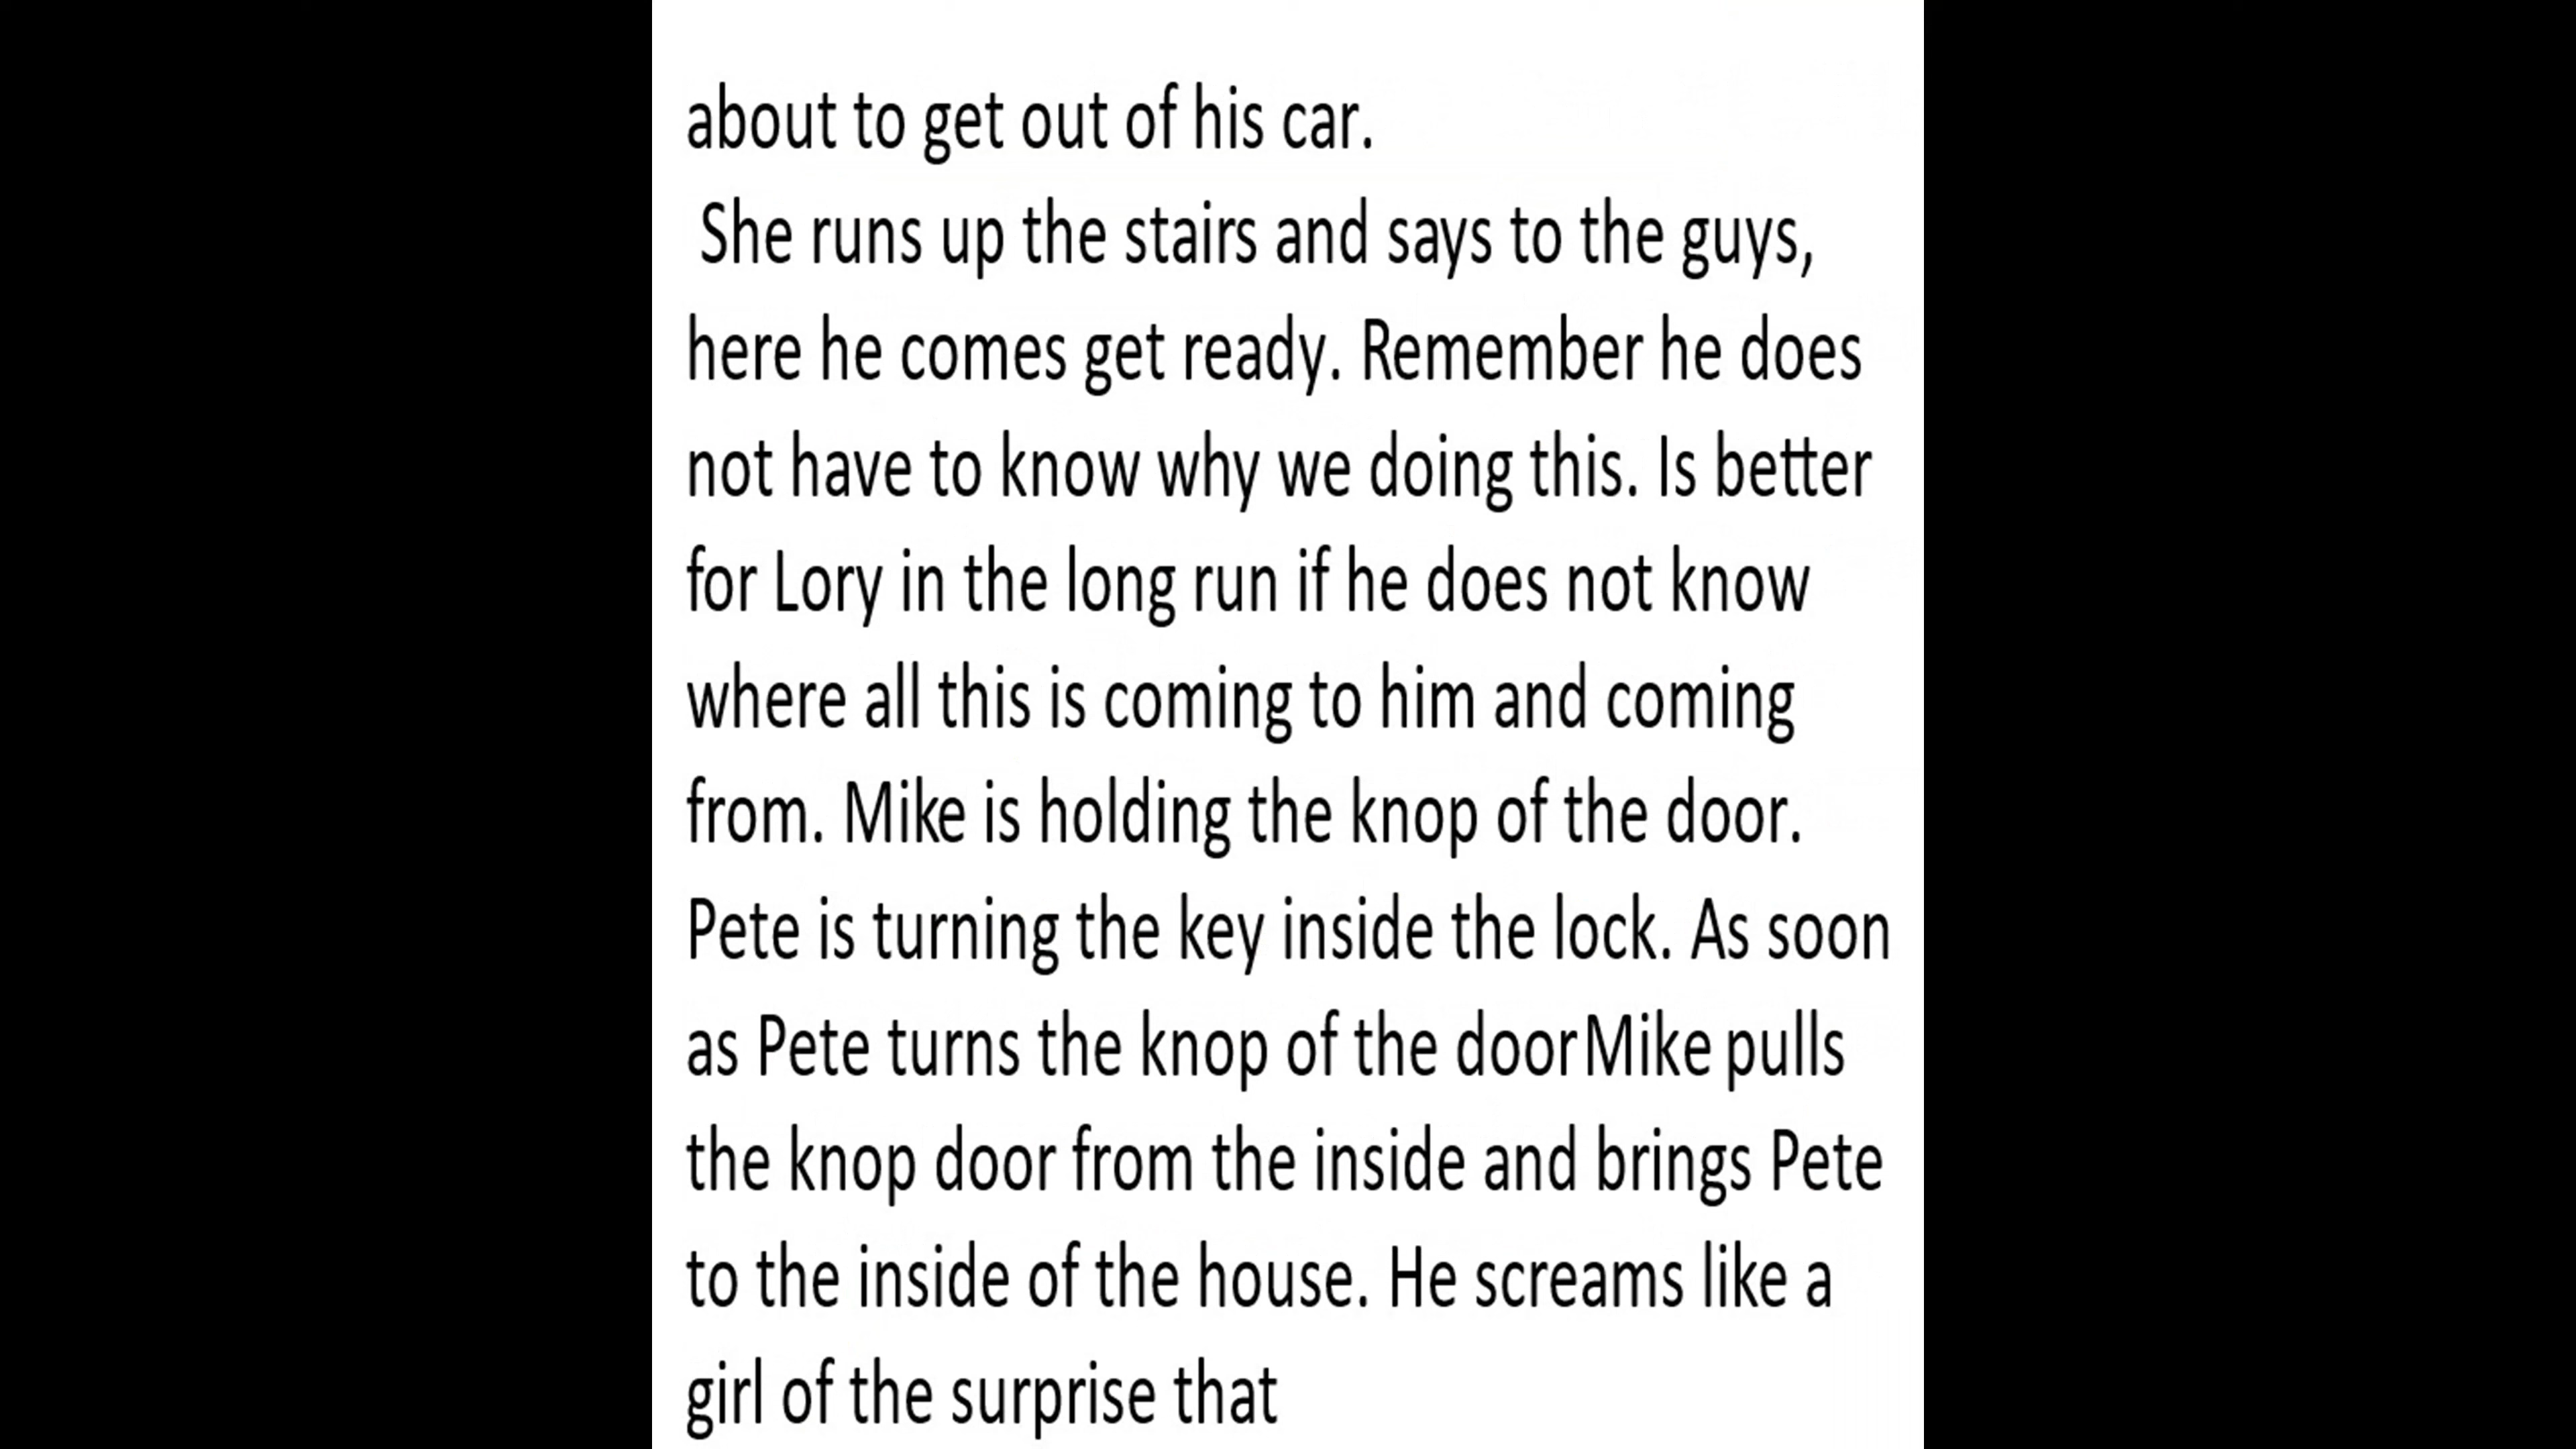 about to get out of his car.
She runs up the stairs and says to the guys,
here he comes get ready. Remember he does
not have to know why we doing this. Is better
for Lory in the long run if he does not know
where all this is coming to him and coming
from. Mike is holding the knop of the door.
Pete is turning the key inside the lock. As soon
as Pete turns the knop of the door Mike pulls
the knop door from the inside and brings Pete
to the inside of the house. He screams like a
girl of the surprise that